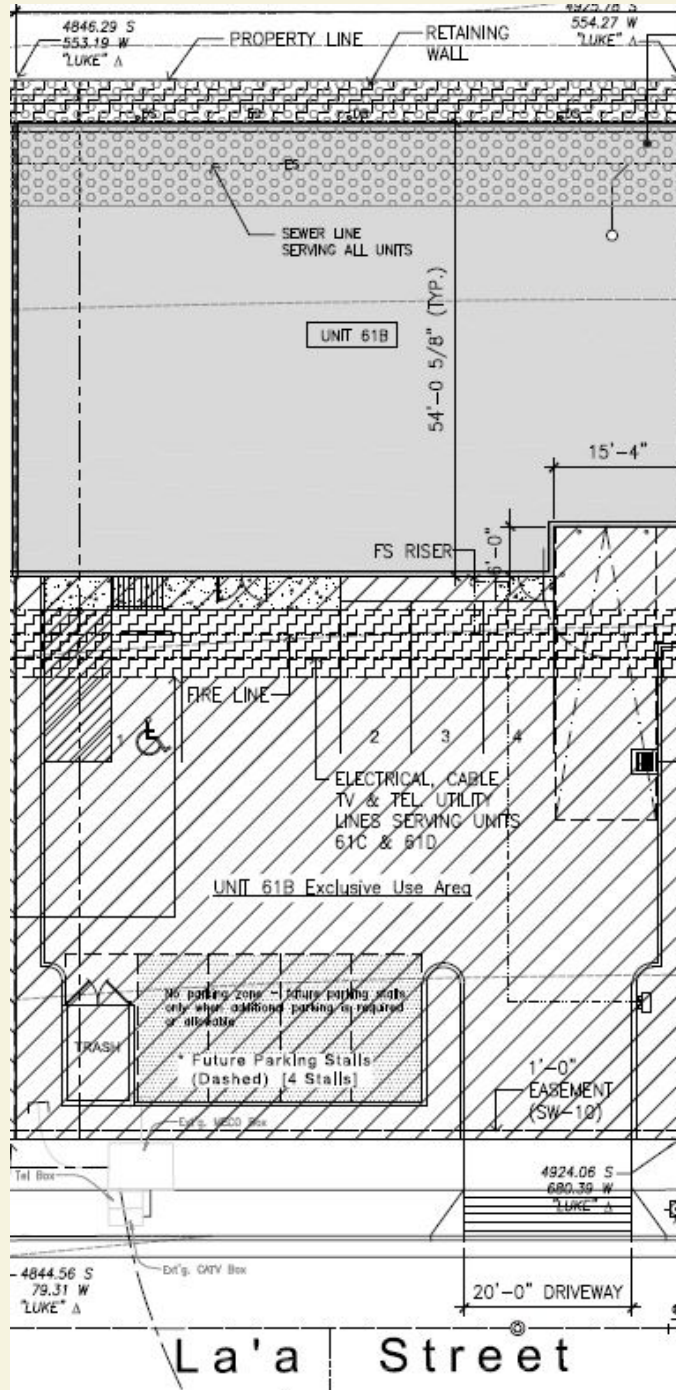 4846.29 S
553.19 W
"LUKE" Δ
PROPERTY LINE
RETAINING
WALL
4925.78 S
554.27 W
"LUKE" Δ
ES
SEWER LINE
SERVING ALL UNITS
UNIT 61B
54'-0 5/8" (TYP.)
15'-4"
6'-0"
FS RISER
FIRE LINE
1
2
3
4
ELECTRICAL, CABLE
TV & TEL. UTILITY
LINES SERVING UNITS
61C & 61D
UNIT 61B Exclusive Use Area
No parking zone - future parking stalls
only when additional parking is required
or allowable
TRASH
* Future Parking Stalls
(Dashed) [4 Stalls]
1'-0"
EASEMENT
(SW-10)
Ext'g. MECO Box
Tel Box
4924.06 S
680.39 W
"LUKE" Δ
Ext'g. CATV Box
4844.56 S
79.31 W
"LUKE" Δ
20'-0" DRIVEWAY
La'a Street